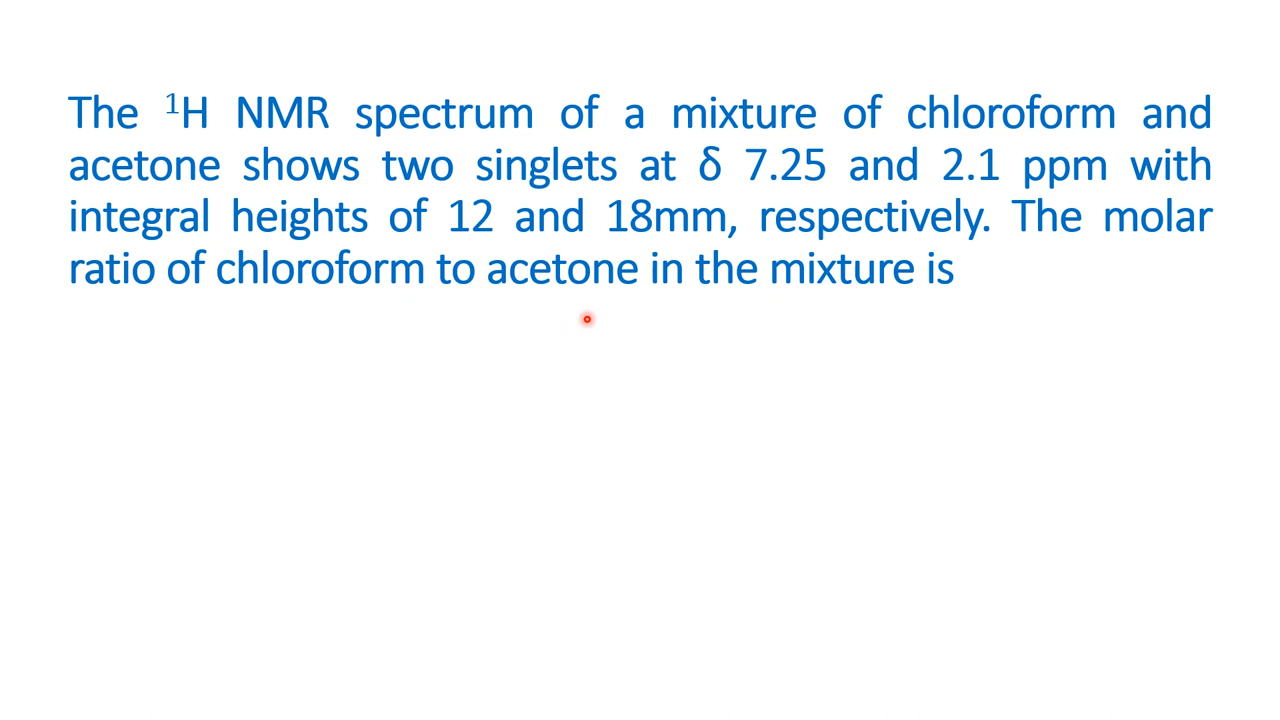 The ¹H NMR spectrum of a mixture of chloroform and
acetone shows two singlets at δ 7.25 and 2.1 ppm with
integral heights of 12 and 18mm, respectively. The molar
ratio of chloroform to acetone in the mixture is